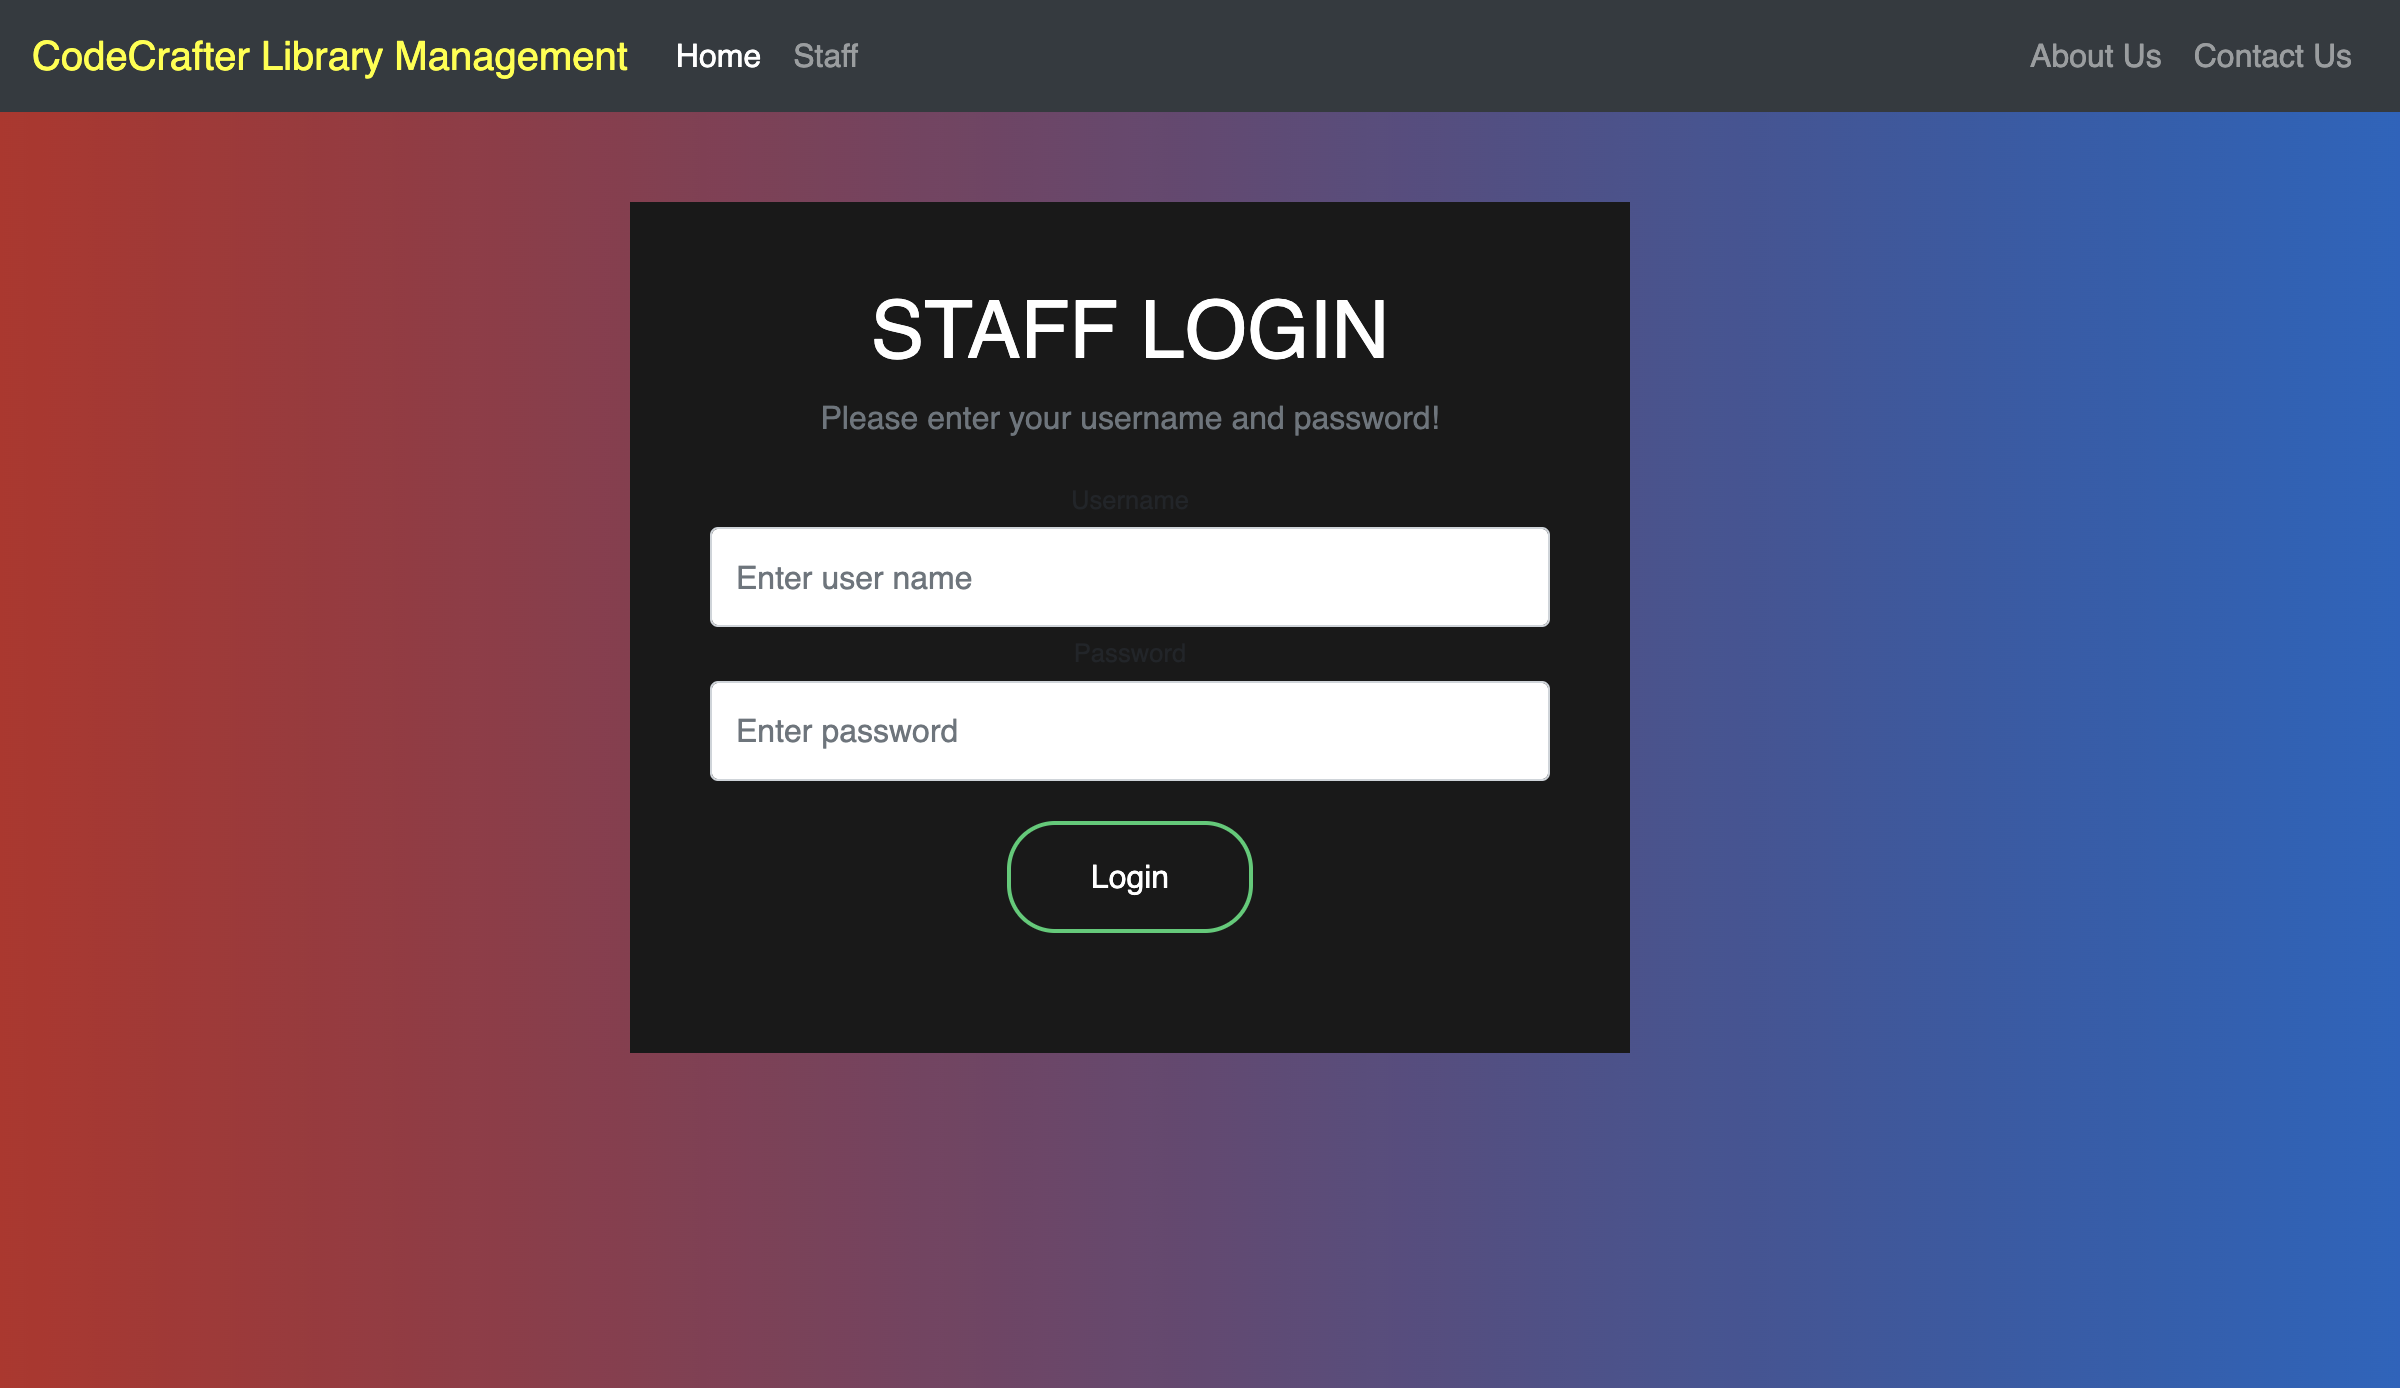 CodeCrafter Library Management Home Staff About Us Contact Us
STAFF LOGIN
Please enter your username and password!
Username
Enter user name
Password
Enter password
Login